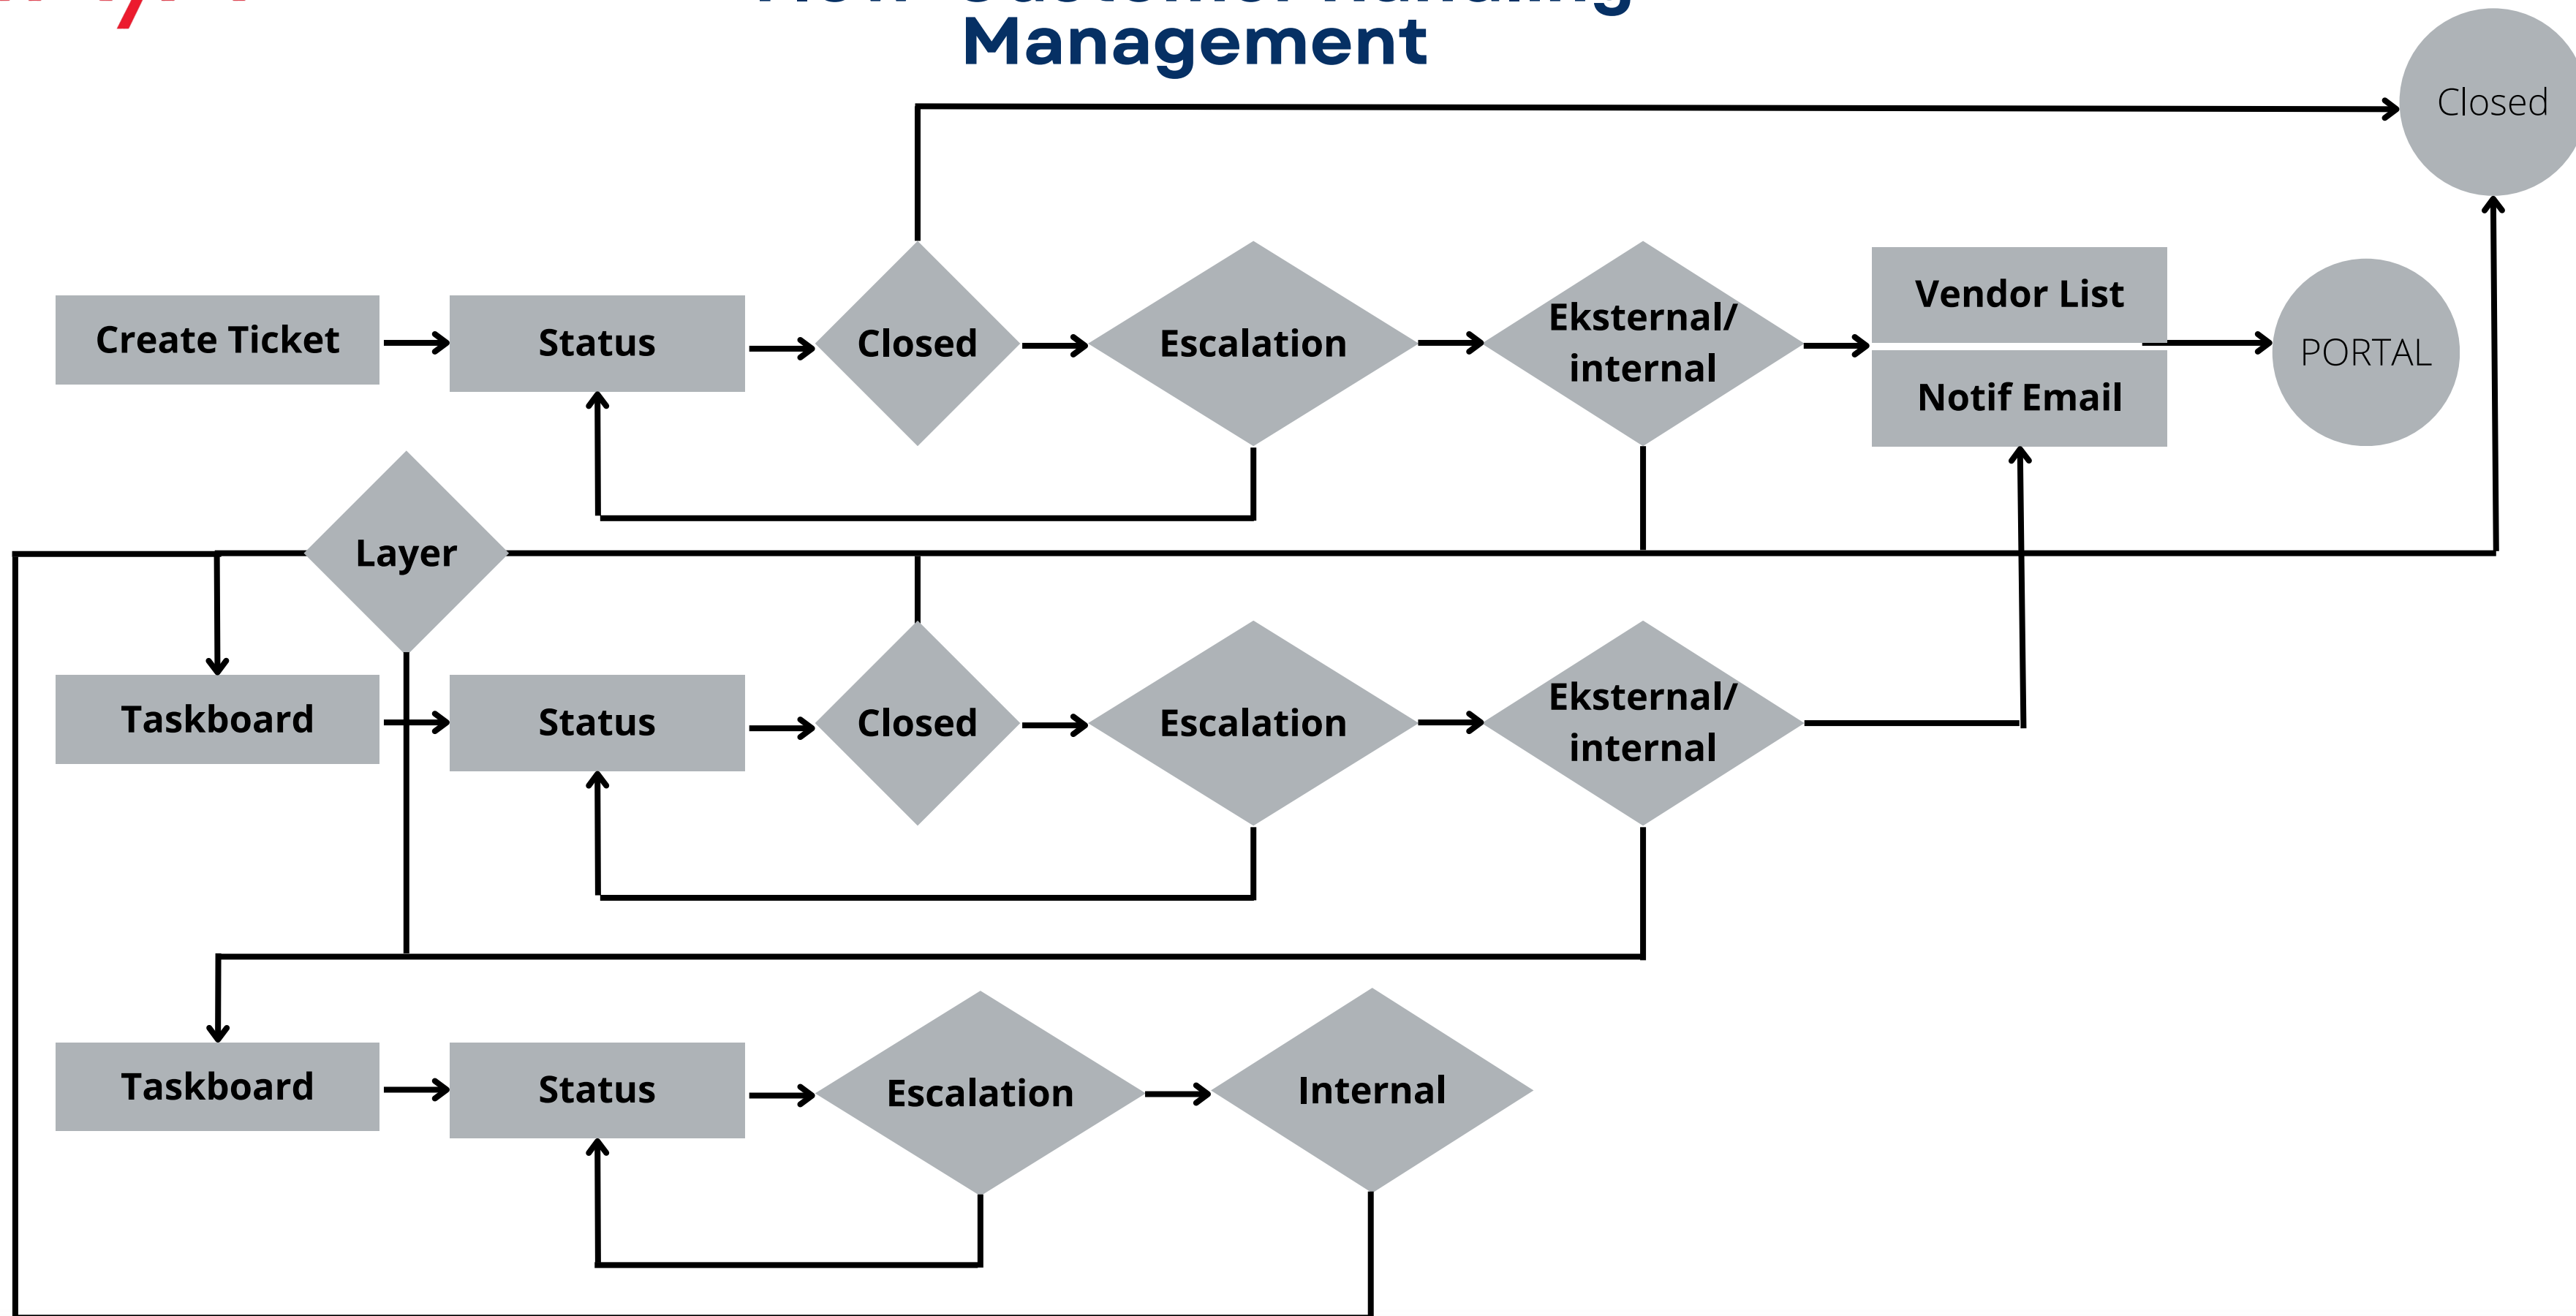 Management
Closed
Create Ticket
Status
Closed
Escalation
Eksternal/
internal
Vendor List
Notif Email
PORTAL
Layer
Taskboard
Status
Closed
Escalation
Eksternal/
internal
Taskboard
Status
Escalation
Internal